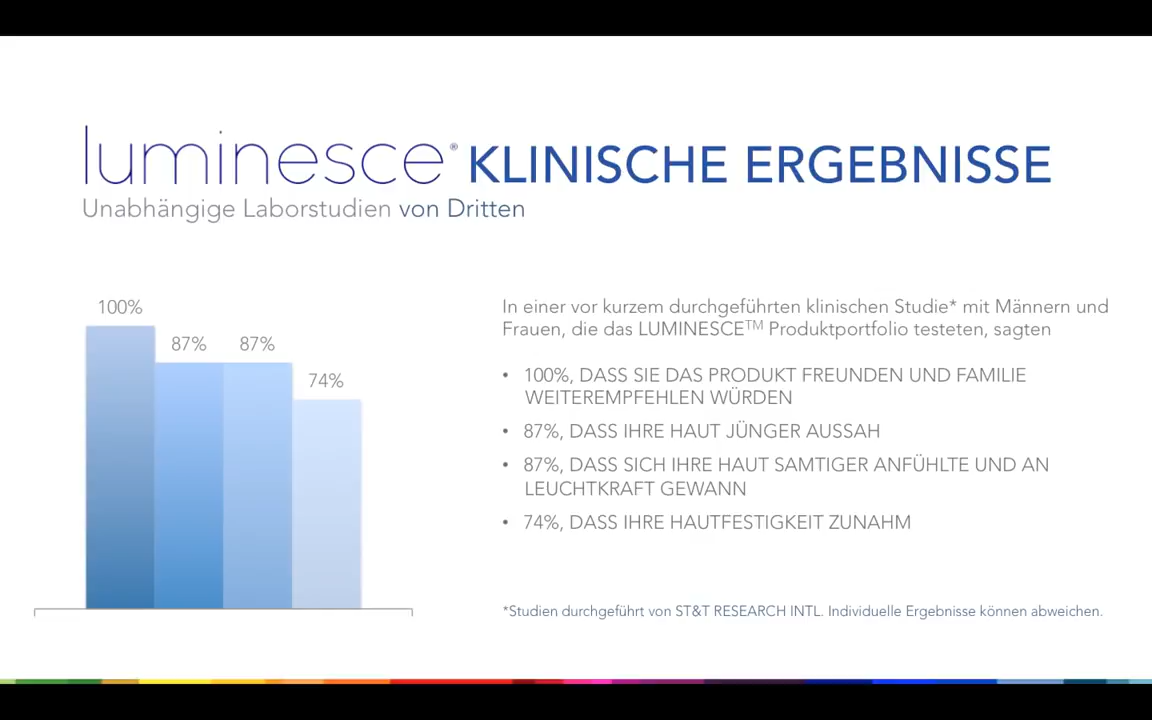 luminesce® KLINISCHE ERGEBNISSE
Unabhängige Laborstudien von Dritten
100%
87%
87%
74%
In einer vor kurzem durchgeführten klinischen Studie* mit Männern und
Frauen, die das LUMINESCE™ Produktportfolio testeten, sagten
• 100%, DASS SIE DAS PRODUKT FREUNDEN UND FAMILIE
WEITEREMPFEHLEN WÜRDEN
• 87%, DASS IHRE HAUT JÜNGER AUSSAH
• 87%, DASS SICH IHRE HAUT SAMTIGER ANFÜHLTE UND AN
LEUCHTKRAFT GEWANN
• 74%, DASS IHRE HAUTFESTIGKEIT ZUNAHM
*Studien durchgeführt von ST&T RESEARCH INTL. Individuelle Ergebnisse können abweichen.